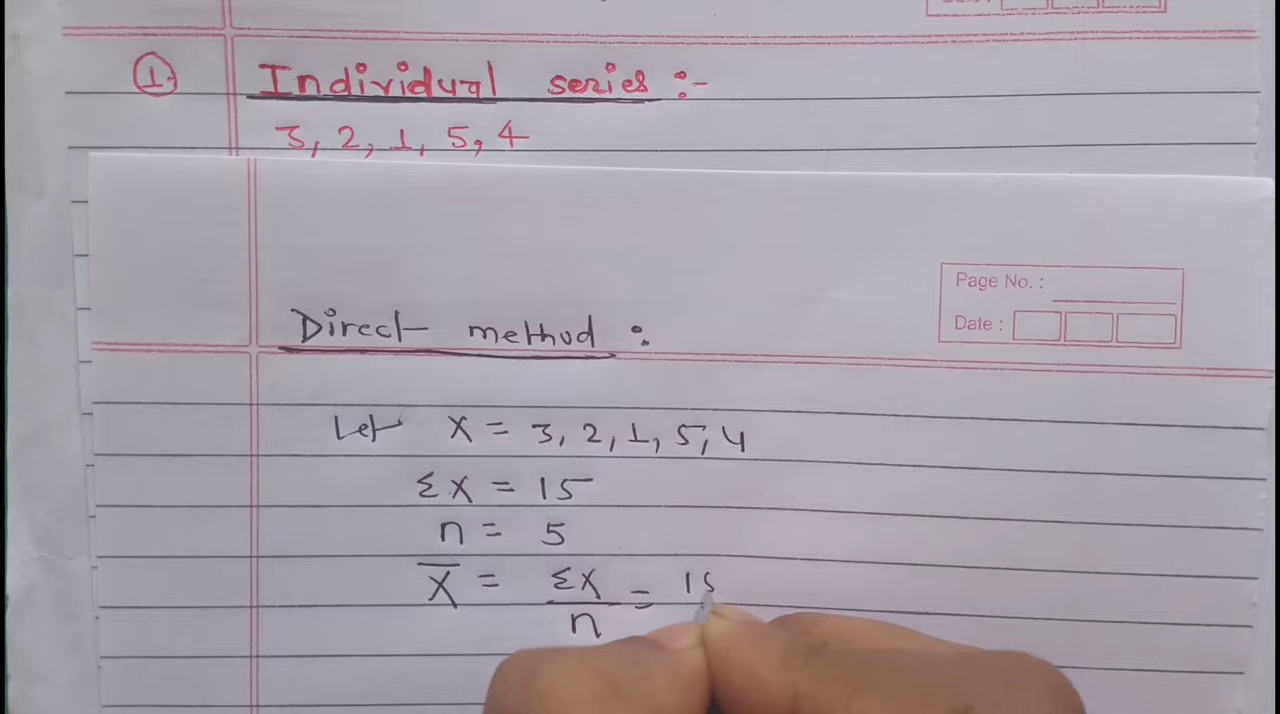 ① Individual series :-
3, 2, 1, 5, 4
Page No. :
Date :
Direct method :
Let X = 3, 2, 1, 5, 4
ΣX = 15
n = 5
X̅ = ΣX/n = 15